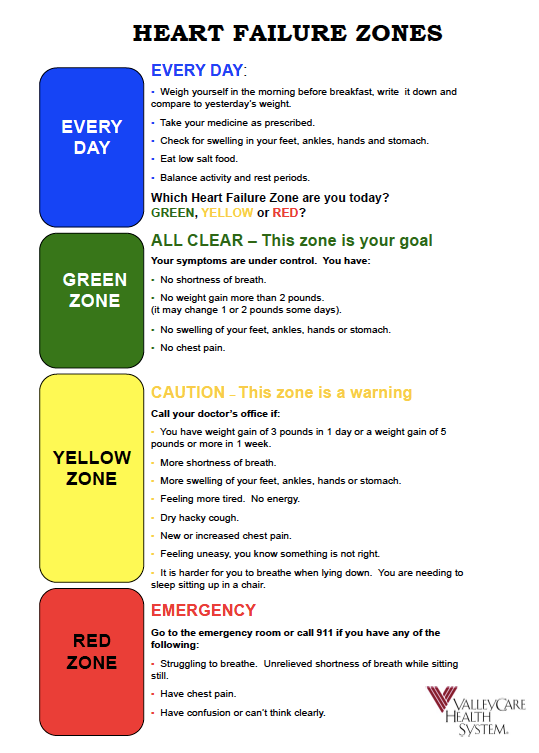 HEART FAILURE ZONES
EVERY
DAY
EVERY DAY:
- Weigh yourself in the morning before breakfast, write it down and
compare to yesterday's weight.
- Take your medicine as prescribed.
- Check for swelling in your feet, ankles, hands and stomach.
- Eat low salt food.
- Balance activity and rest periods.
Which Heart Failure Zone are you today?
GREEN, YELLOW or RED?
GREEN
ZONE
ALL CLEAR – This zone is your goal
Your symptoms are under control. You have:
- No shortness of breath.
- No weight gain more than 2 pounds.
(it may change 1 or 2 pounds some days).
- No swelling of your feet, ankles, hands or stomach.
- No chest pain.
YELLOW
ZONE
CAUTION – This zone is a warning
Call your doctor's office if:
- You have weight gain of 3 pounds in 1 day or a weight gain of 5
pounds or more in 1 week.
- More shortness of breath.
- More swelling of your feet, ankles, hands or stomach.
- Feeling more tired. No energy.
- Dry hacky cough.
- New or increased chest pain.
- Feeling uneasy, you know something is not right.
- It is harder for you to breathe when lying down. You are needing to
sleep sitting up in a chair.
RED
ZONE
EMERGENCY
Go to the emergency room or call 911 if you have any of the
following:
- Struggling to breathe. Unrelieved shortness of breath while sitting
still.
- Have chest pain.
- Have confusion or can't think clearly.
VALLEYCARE
HEALTH
SYSTEM.